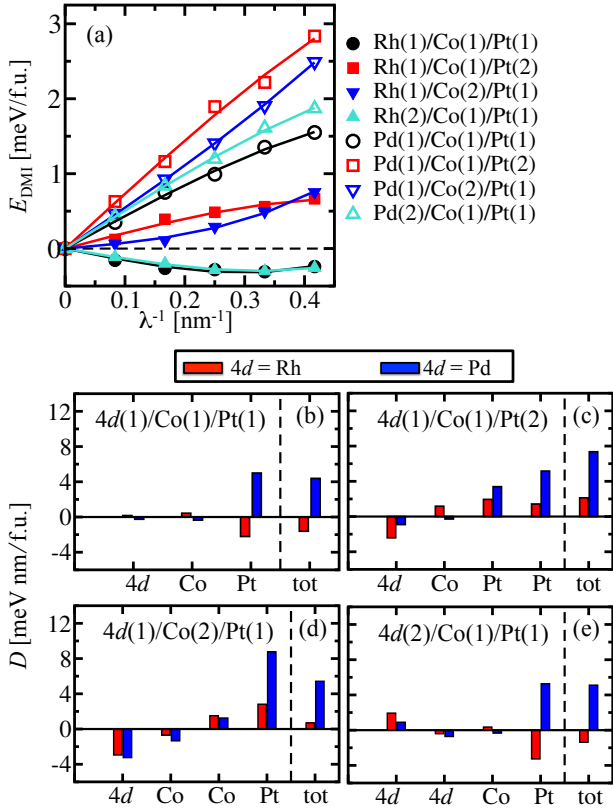 (a)
3
2
1
0
E_DMI [meV/f.u.]
0 0.1 0.2 0.3 0.4
λ⁻¹ [nm⁻¹]
Rh(1)/Co(1)/Pt(1)
Rh(1)/Co(1)/Pt(2)
Rh(1)/Co(2)/Pt(1)
Rh(2)/Co(1)/Pt(1)
Pd(1)/Co(1)/Pt(1)
Pd(1)/Co(1)/Pt(2)
Pd(1)/Co(2)/Pt(1)
Pd(2)/Co(1)/Pt(1)
4d = Rh 4d = Pd
D [meV nm/f.u.]
12
8
4
0
-4
4d(1)/Co(1)/Pt(1) (b)
4d Co Pt tot
4d(1)/Co(1)/Pt(2) (c)
4d Co Pt Pt tot
12
8
4
0
-4
4d(1)/Co(2)/Pt(1) (d)
4d Co Co Pt tot
4d(2)/Co(1)/Pt(1) (e)
4d 4d Co Pt tot